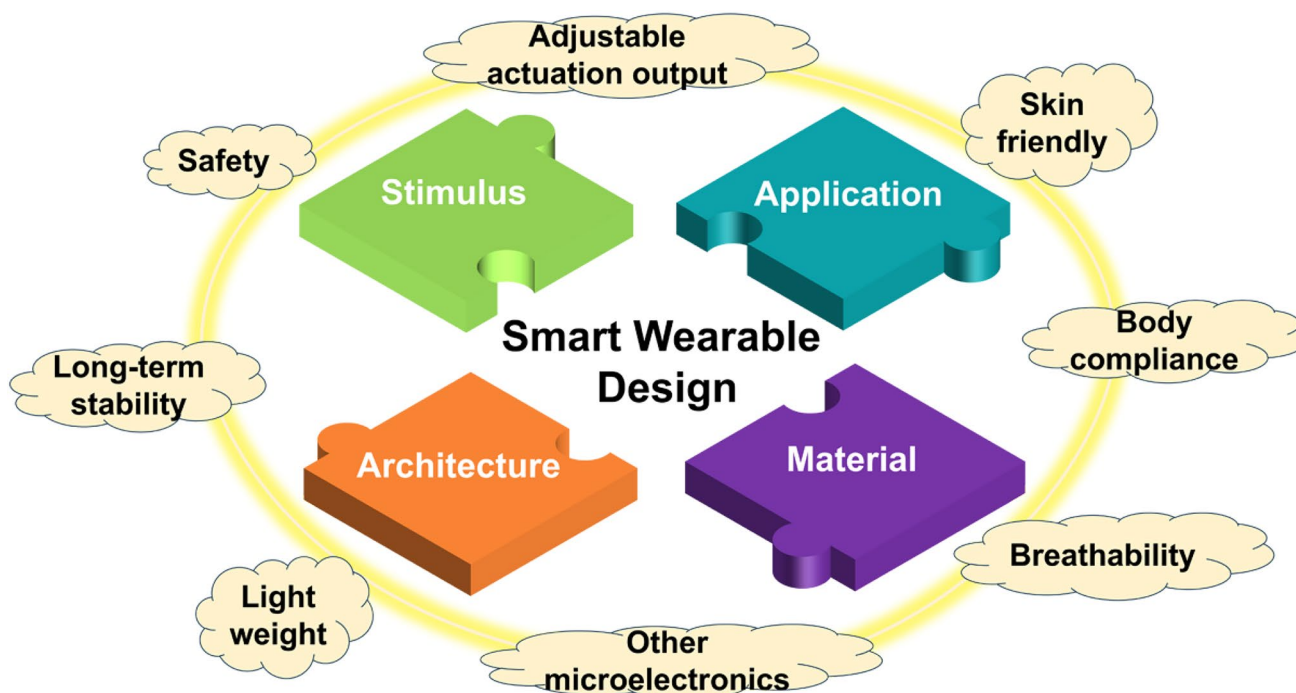 Adjustable
actuation output
Skin
friendly
Safety
Stimulus
Application
Smart Wearable
Design
Body
compliance
Long-term
stability
Architecture
Material
Breathability
Light
weight
Other
microelectronics